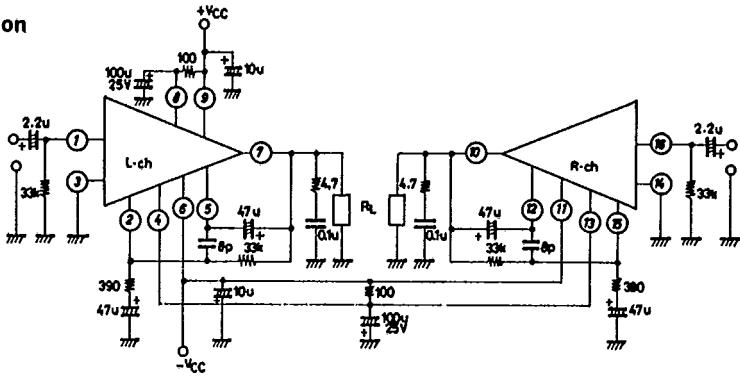 on
+VCC
100
100u
25V
10u
8
9
2.2u
1
L-ch
7
3
33k
2
4
6
5
4.7
47u
8p
33k
0.1u
RL
10
R-ch
16
2.2u
14
33k
4.7
12
11
13
15
47u
8p
33k
0.1u
390
47u
10u
100
100u
25V
380
47u
-VCC